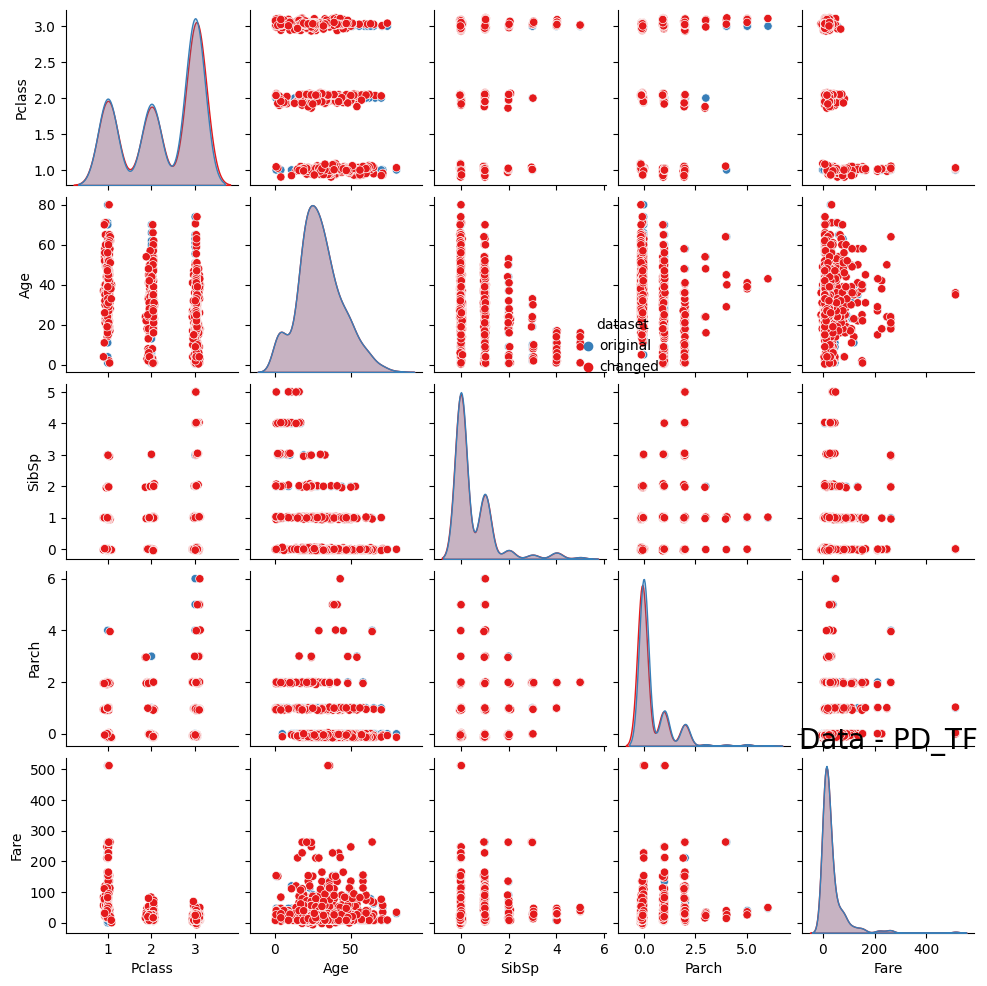 3.0
2.5
2.0
1.5
1.0
Pclass
80
60
40
20
0
Age
dataset
original
changed
5
4
3
2
1
0
SibSp
6
4
2
0
Parch
Data - PD_TF
500
400
300
200
100
0
Fare
1 2 3
0 50
0 2 4 6
0.0 2.5 5.0
0 200 400
Pclass Age SibSp Parch Fare